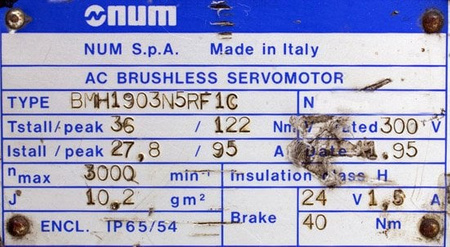 num
NUM S.p.A. Made in Italy
AC BRUSHLESS SERVOMOTOR
TYPE BMH1903N5RF1C N
Tstall/peak 36 / 122 Nm 300 V
Istall/peak 27,8 / 95 A .95
nmax 3000 min⁻¹ Insulation class H
J 10,2 gm² Brake 24 V 1,5 A
ENCL. IP65/54 40 Nm